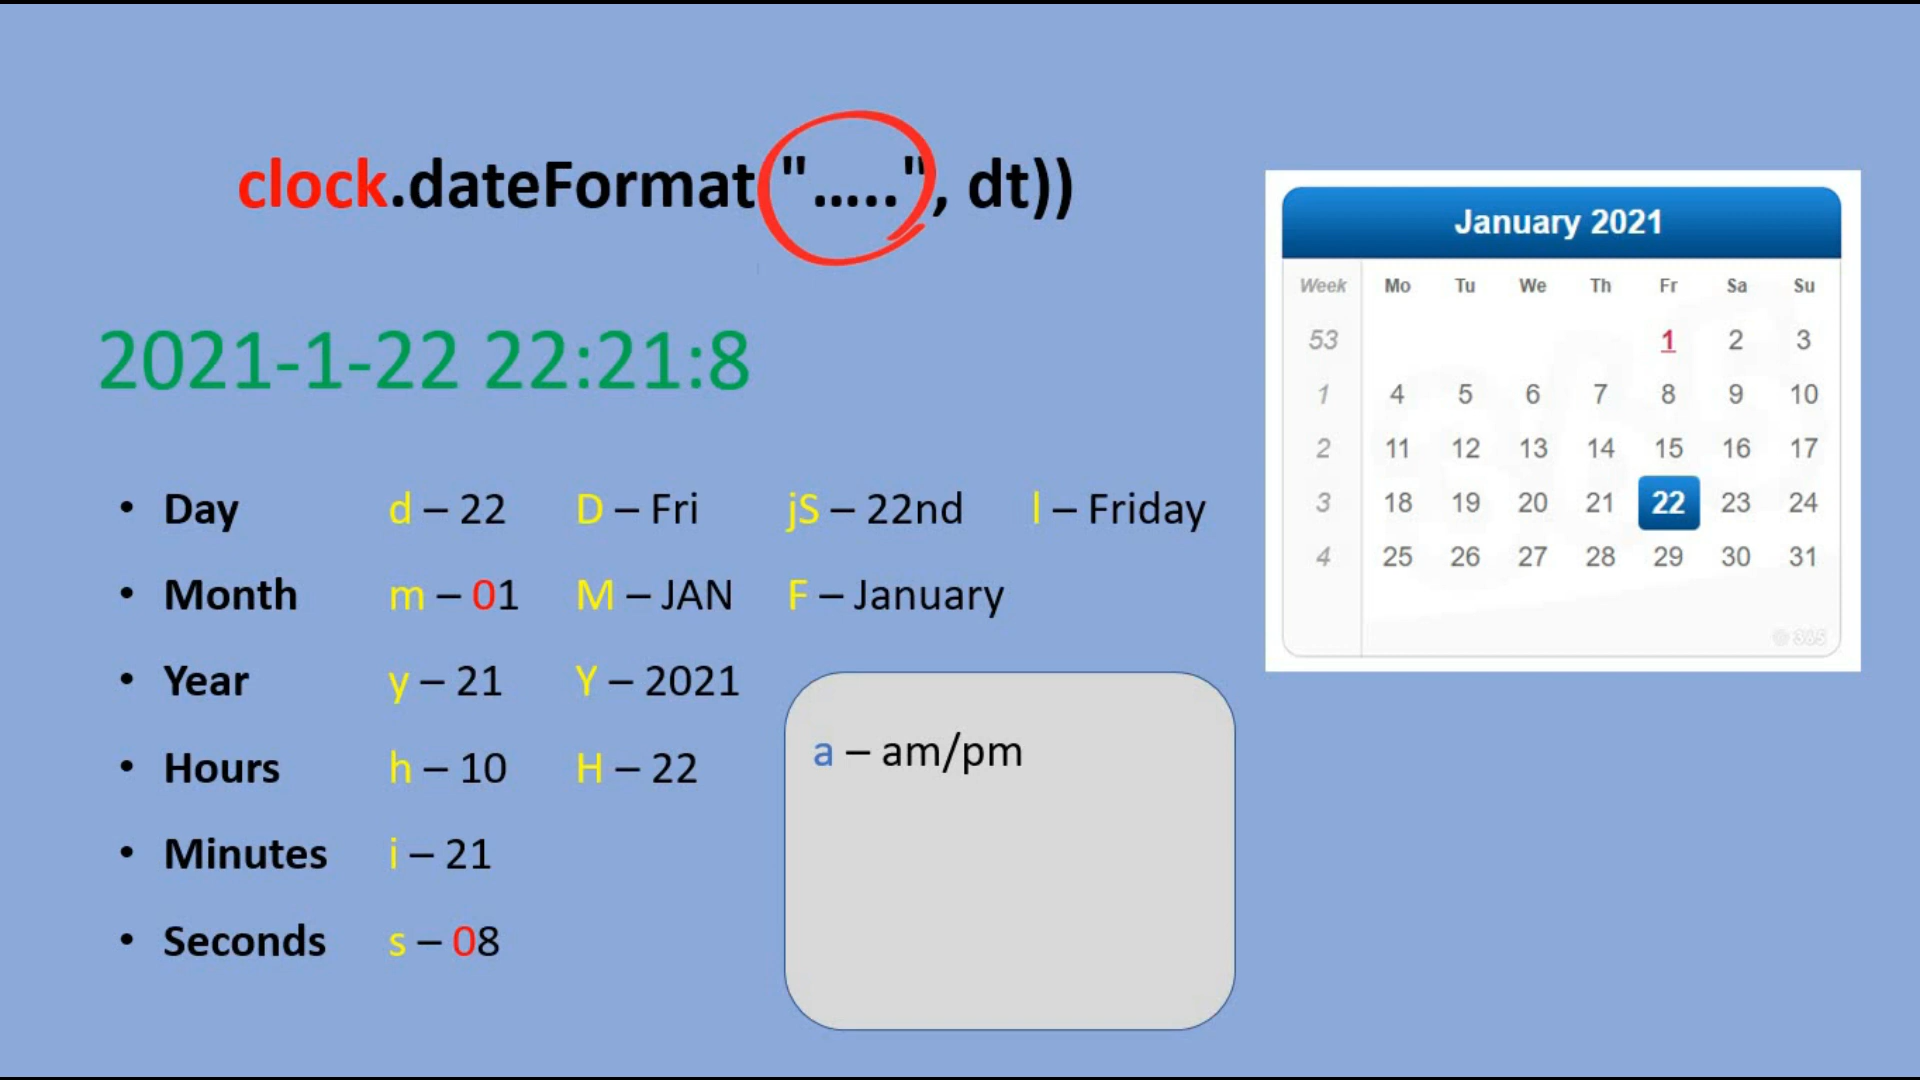 clock.dateFormat(".....", dt))
2021-1-22 22:21:8
• Day d – 22 D – Fri jS – 22nd l – Friday
• Month m – 01 M – JAN F – January
• Year y – 21 Y – 2021
• Hours h – 10 H – 22
• Minutes i – 21
• Seconds s – 08
a – am/pm
January 2021
Week Mo Tu We Th Fr Sa Su
53 1 2 3
1 4 5 6 7 8 9 10
2 11 12 13 14 15 16 17
3 18 19 20 21 22 23 24
4 25 26 27 28 29 30 31
365